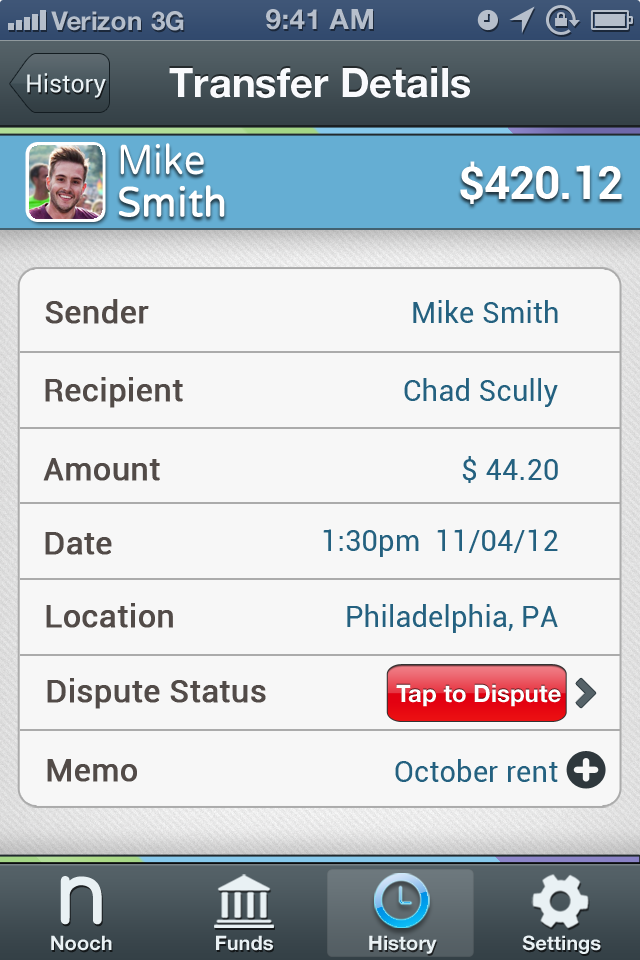 Verizon 3G 9:41 AM
History Transfer Details
Mike
Smith
$420.12
Sender Mike Smith
Recipient Chad Scully
Amount $ 44.20
Date 1:30pm 11/04/12
Location Philadelphia, PA
Dispute Status Tap to Dispute
Memo October rent
n
Nooch Funds History Settings